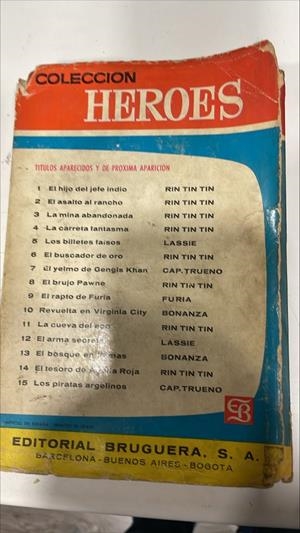 COLECCION
HEROES
TITULOS APARECIDOS Y DE PROXIMA APARICION
1 El hijo del jefe indio RIN TIN TIN
2 El asalto al rancho RIN TIN TIN
3 La mina abandonada RIN TIN TIN
4 La carreta fantasma RIN TIN TIN
5 Los billetes falsos LASSIE
6 El buscador de oro RIN TIN TIN
7 El yelmo de Gengis Khan CAP. TRUENO
8 El brujo Pawne RIN TIN TIN
9 El rapto de Furia FURIA
10 Revuelta en Virginia City BONANZA
11 La cueva del RIN TIN TIN
12 El arma secreta LASSIE
13 El bosque en BONANZA
14 El tesoro de Roja RIN TIN TIN
15 Los piratas argelinos CAP. TRUENO
EB
EDITORIAL BRUGUERA, S. A.
BARCELONA - BUENOS AIRES - BOGOTA